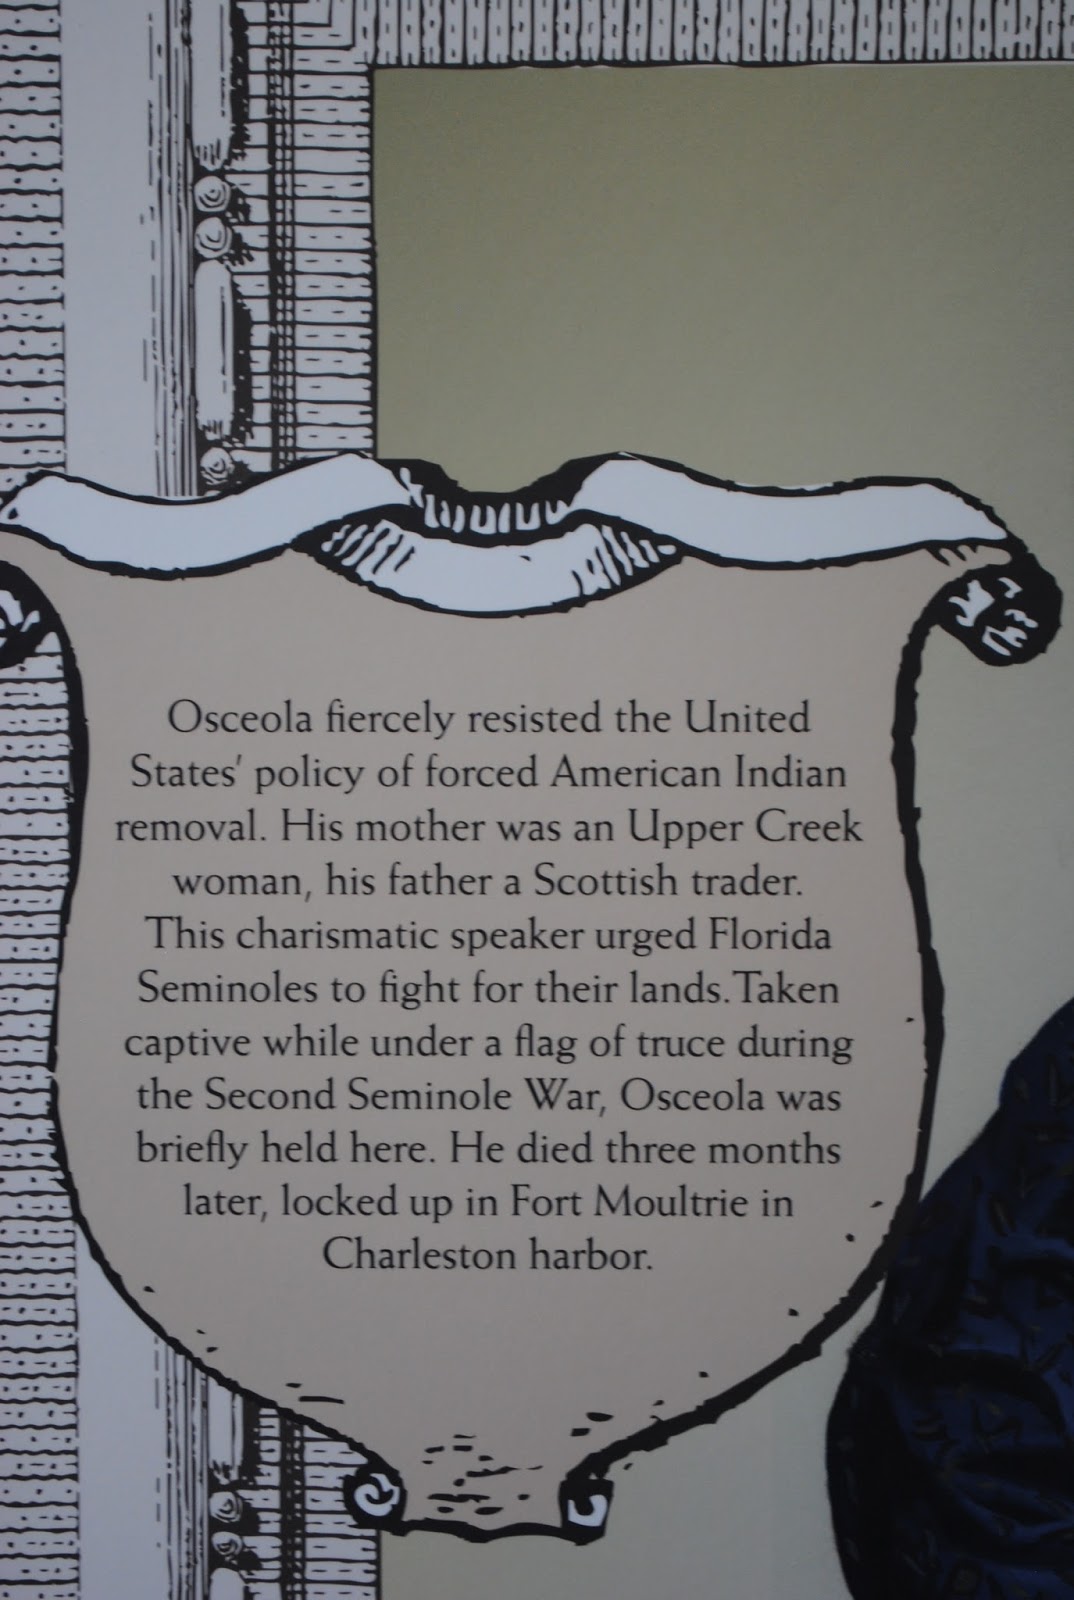 Osceola fiercely resisted the United
States' policy of forced American Indian
removal. His mother was an Upper Creek
woman, his father a Scottish trader.
This charismatic speaker urged Florida
Seminoles to fight for their lands. Taken
captive while under a flag of truce during
the Second Seminole War, Osceola was
briefly held here. He died three months
later, locked up in Fort Moultrie in
Charleston harbor.